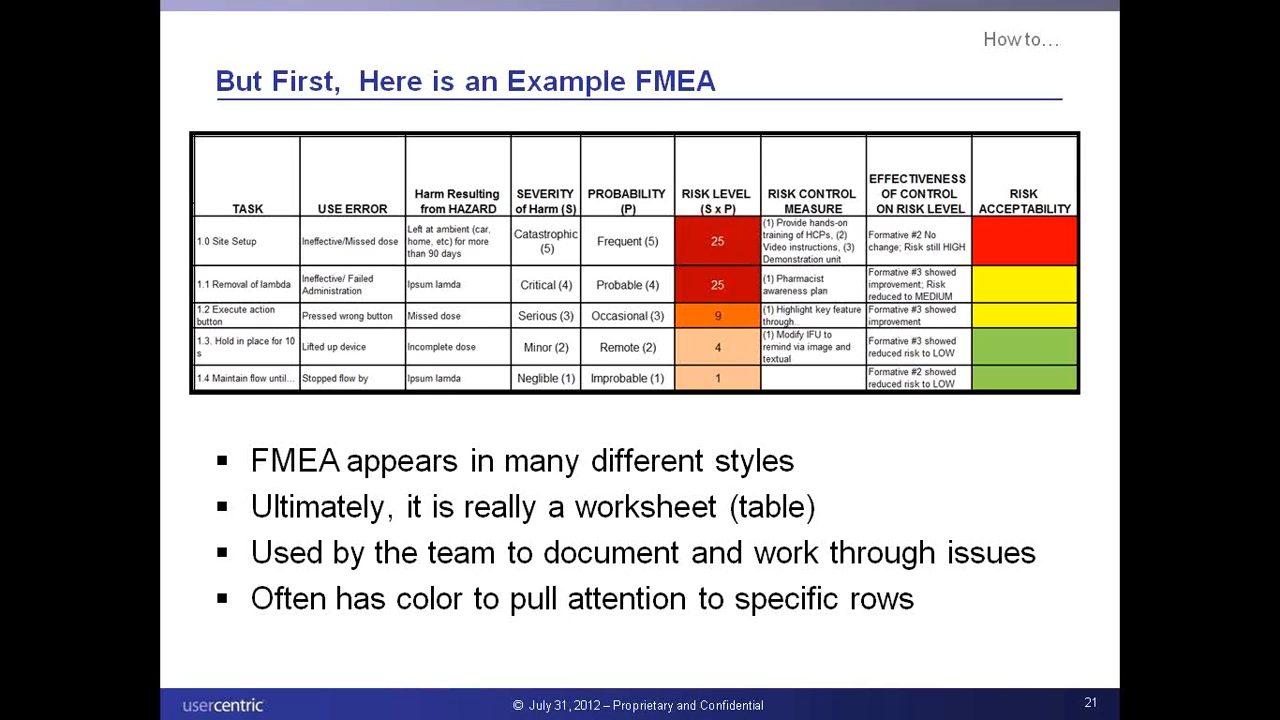 How to…
But First, Here is an Example FMEA
TASK
USE ERROR
Harm Resulting
from HAZARD
SEVERITY
of Harm (S)
PROBABILITY
(P)
RISK LEVEL
(S x P)
RISK CONTROL
MEASURE
EFFECTIVENESS
OF CONTROL
ON RISK LEVEL
RISK
ACCEPTABILITY
1.0 Site Setup
Ineffective/Missed dose
Left at ambient (car,
home, etc) for more
than 90 days
Catastrophic
(5)
Frequent (5)
25
(1) Provide hands-on
training of HCPs, (2)
Video instructions, (3)
Demonstration unit
Formative #2 No
change; Risk still HIGH
1.1 Removal of lambda
Ineffective/ Failed
Administration
Ipsum lamda
Critical (4)
Probable (4)
25
(1) Pharmacist
awareness plan
Formative #3 showed
improvement; Risk
reduced to MEDIUM
1.2 Execute action
button
Pressed wrong button
Missed dose
Serious (3)
Occasional (3)
9
(1) Highlight key feature
through...
Formative #3 showed
improvement
1.3. Hold in place for 10
s
Lifted up device
Incomplete dose
Minor (2)
Remote (2)
4
(1) Modify IFU to
remind via image and
textual
Formative #3 showed
reduced risk to LOW
1.4 Maintain flow until...
Stopped flow by
Ipsum lamda
Neglible (1)
Improbable (1)
1
Formative #2 showed
reduced risk to LOW
▪ FMEA appears in many different styles
▪ Ultimately, it is really a worksheet (table)
▪ Used by the team to document and work through issues
▪ Often has color to pull attention to specific rows
usercentric
© July 31, 2012 – Proprietary and Confidential
21